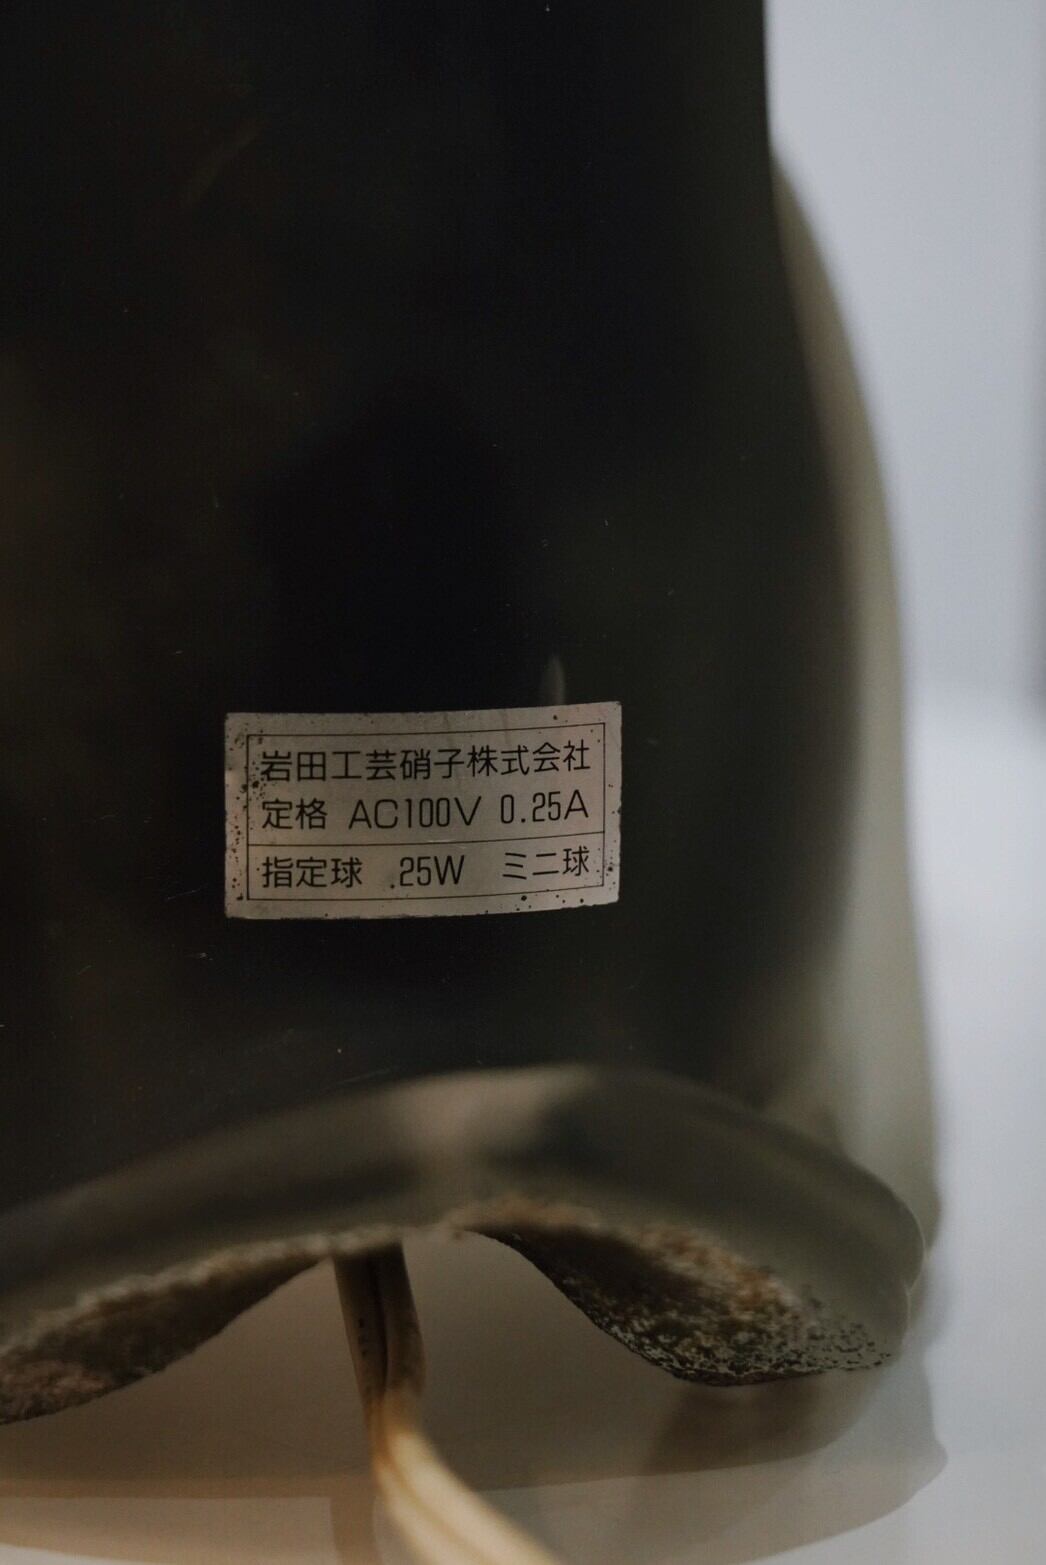 岩田工芸硝子株式会社
定格 AC100V 0.25A
指定球 .25W ミニ球